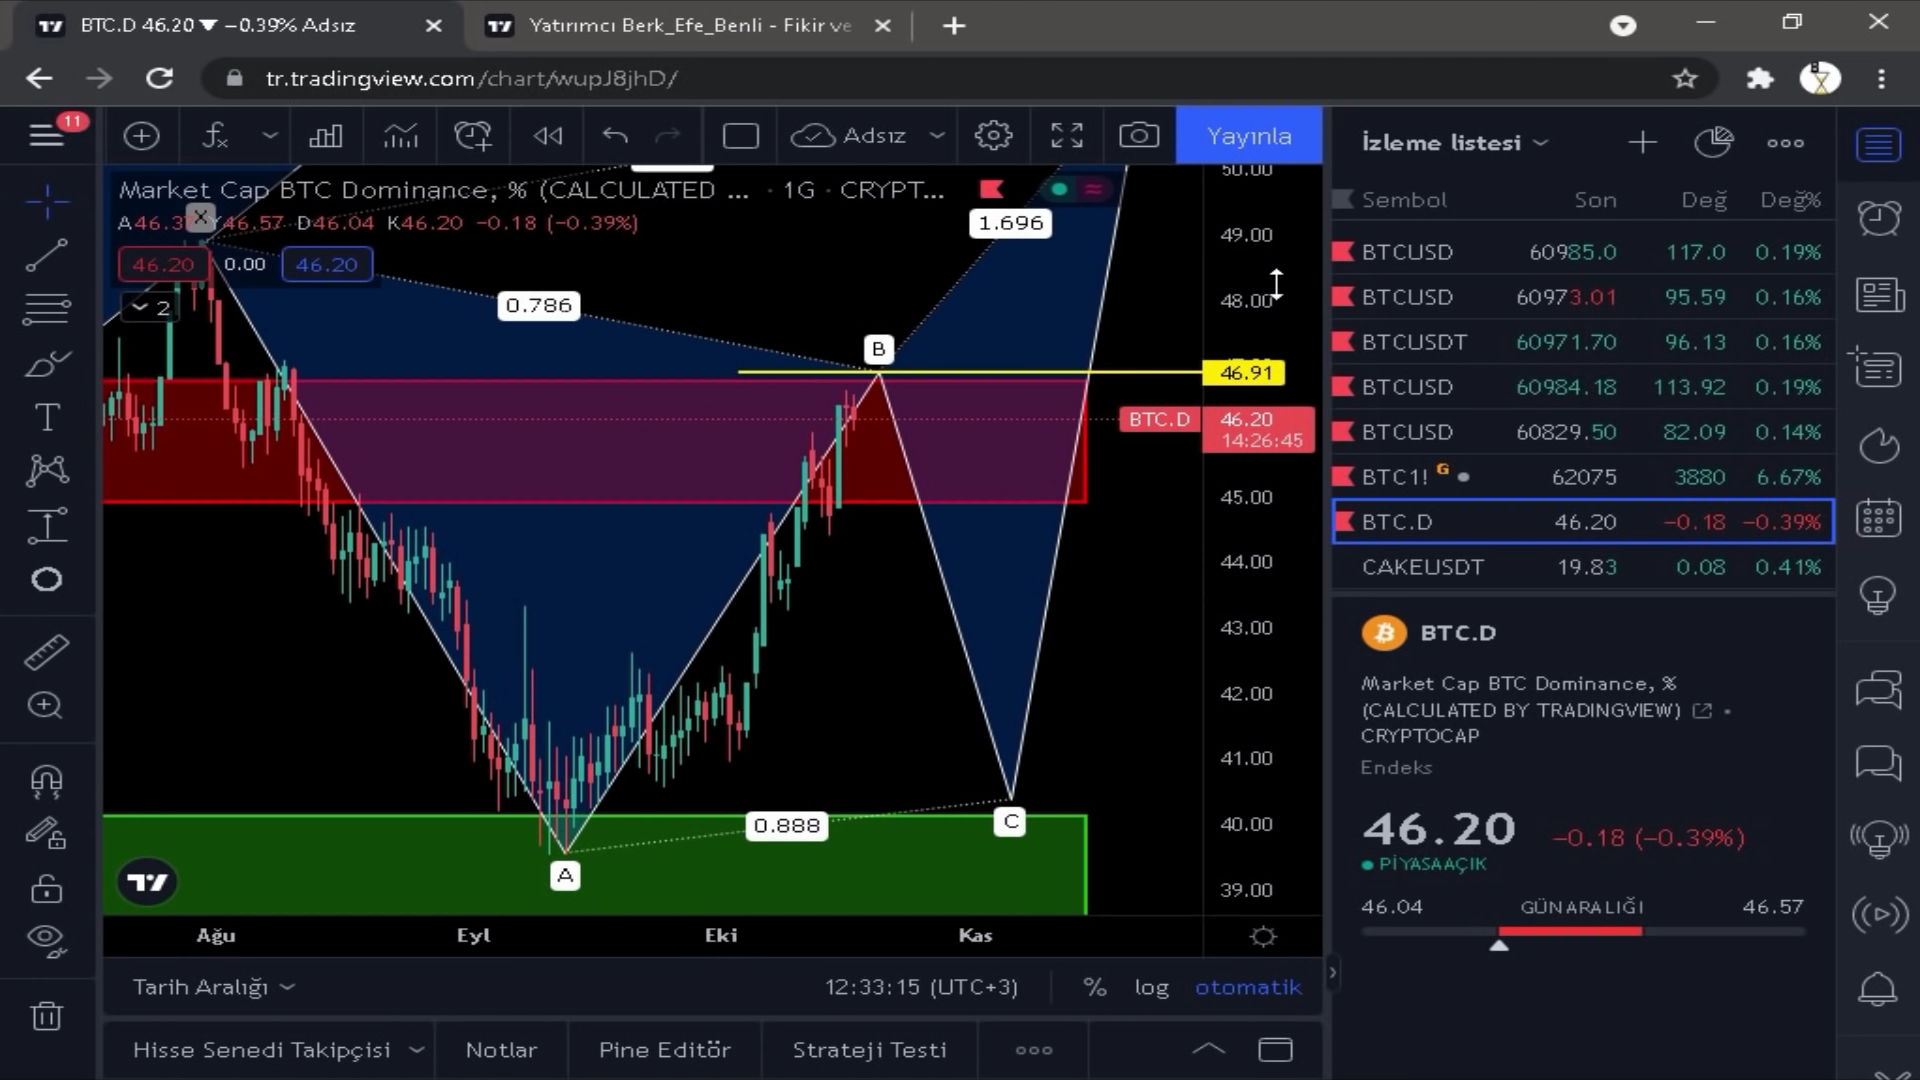 BTC.D 46.20 ▼ −0.39% Adsız
Yatırımcı Berk_Efe_Benli - Fikir ve
tr.tradingview.com/chart/wupJ8jhD/
11
Adsız
Yayınla
Market Cap BTC Dominance, % (CALCULATED ... · 1G · CRYPT...
A46.37 Y46.57 D46.04 K46.20 −0.18 (−0.39%)
X
46.20 0.00 46.20
2
0.786
1.696
B
0.888
A
C
50.00
49.00
48.00
46.91
BTC.D 46.20
14:26:45
45.00
44.00
43.00
42.00
41.00
40.00
39.00
Ağu Eyl Eki Kas
Tarih Aralığı
12:33:15 (UTC+3)
% log otomatik
Hisse Senedi Takipçisi
Notlar
Pine Editör
Strateji Testi
İzleme listesi
Sembol Son Değ Değ%
BTCUSD 60985.0 117.0 0.19%
BTCUSD 60973.01 95.59 0.16%
BTCUSDT 60971.70 96.13 0.16%
BTCUSD 60984.18 113.92 0.19%
BTCUSD 60829.50 82.09 0.14%
BTC1! G 62075 3880 6.67%
BTC.D 46.20 −0.18 −0.39%
CAKEUSDT 19.83 0.08 0.41%
BTC.D
Market Cap BTC Dominance, %
(CALCULATED BY TRADINGVIEW)
CRYPTOCAP
Endeks
46.20 −0.18 (−0.39%)
PİYASA AÇIK
46.04 GÜN ARALIĞI 46.57